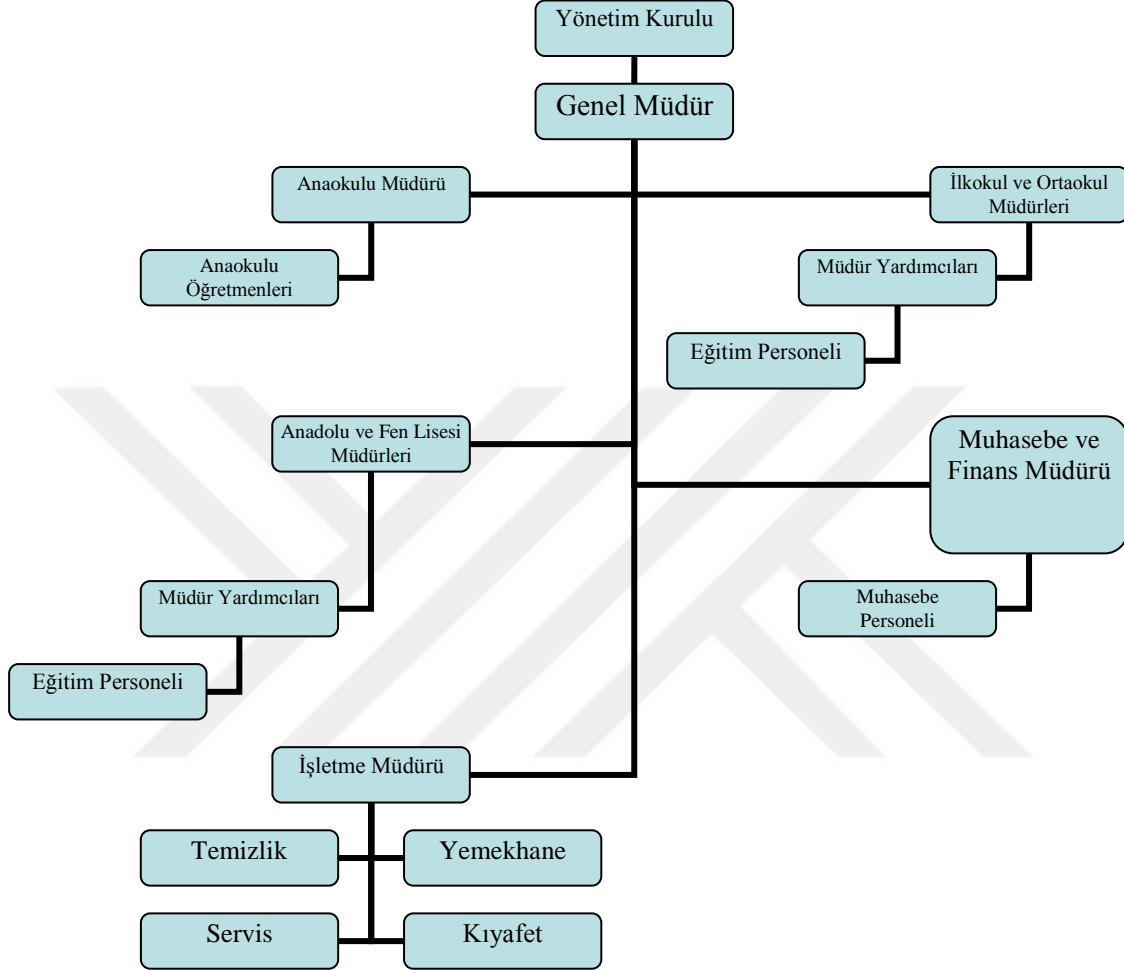 Yönetim Kurulu
Genel Müdür
Anaokulu Müdürü
İlkokul ve Ortaokul
Müdürleri
Anaokulu
Öğretmenleri
Müdür Yardımcıları
Eğitim Personeli
Anadolu ve Fen Lisesi
Müdürleri
Muhasebe ve
Finans Müdürü
Müdür Yardımcıları
Muhasebe
Personeli
Eğitim Personeli
İşletme Müdürü
Temizlik
Yemekhane
Servis
Kıyafet